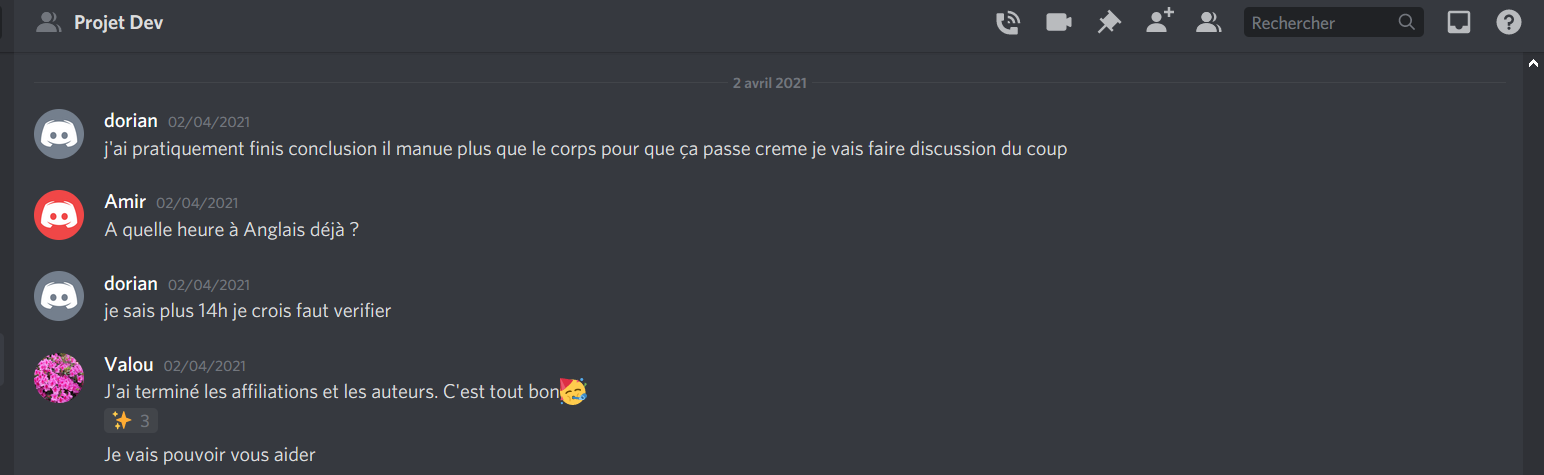 Projet Dev
Rechercher
2 avril 2021
dorian 02/04/2021
j'ai pratiquement finis conclusion il manue plus que le corps pour que ça passe creme je vais faire discussion du coup
Amir 02/04/2021
A quelle heure à Anglais déjà ?
dorian 02/04/2021
je sais plus 14h je crois faut verifier
Valou 02/04/2021
J'ai terminé les affiliations et les auteurs. C'est tout bon🥳
✨ 3
Je vais pouvoir vous aider